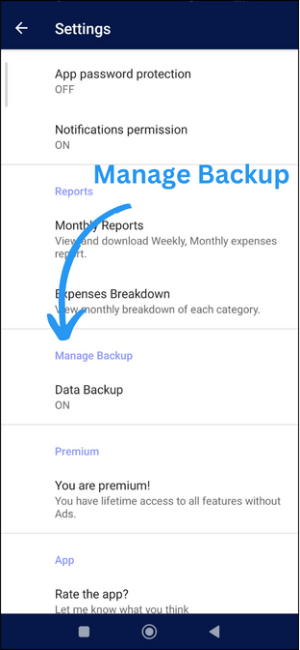 Settings
App password protection
OFF
Notifications permission
ON
Manage Backup
Reports
Monthly Reports
View and download Weekly, Monthly expenses
report.
Expenses Breakdown
View monthly breakdown of each category.
Manage Backup
Data Backup
ON
Premium
You are premium!
You have lifetime access to all features without
Ads.
App
Rate the app?
Let me know what you think